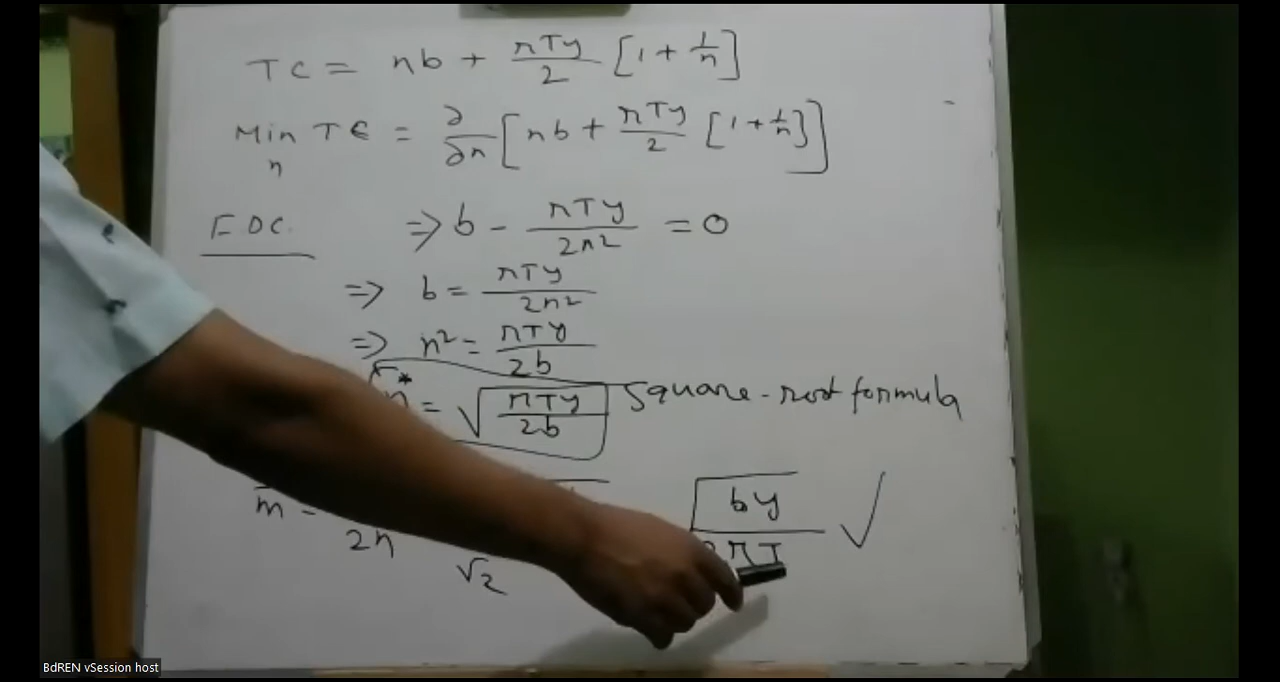 TC = nb + rTy/2 [1 + 1/n]
Min TC = ∂/∂n [nb + rTy/2 [1 + 1/n]]
n
FOC. ⇒ b - rTy/2n² = 0
⇒ b = rTy/2n²
⇒ n² = rTy/2b
n* = √(rTy/2b) Square-root formula
m =
2n
√2
by ✓
2rT
BdREN vSession host